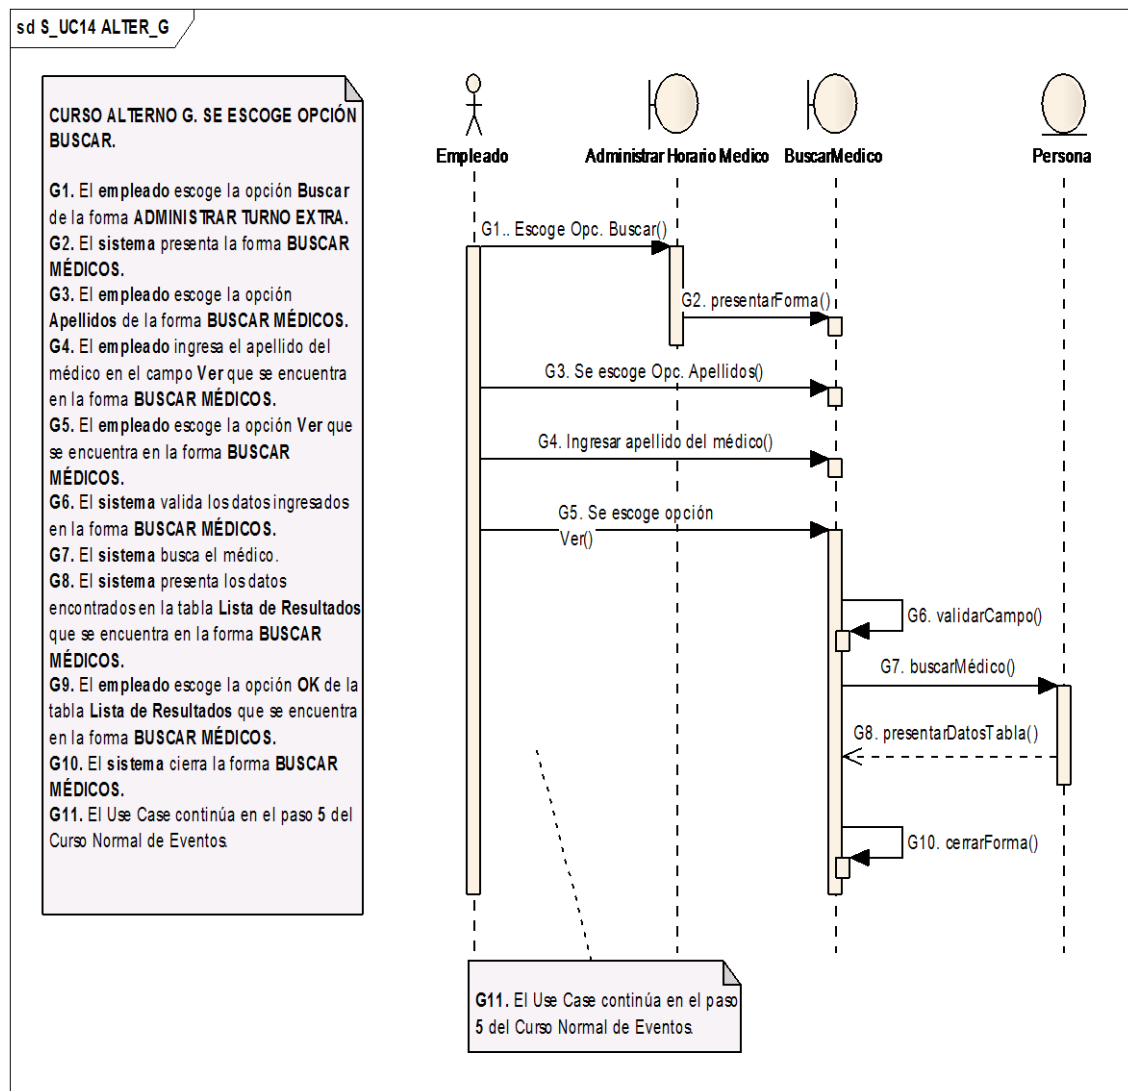 sd S_UC14 ALTER_G
CURSO ALTERNO G. SE ESCOGE OPCIÓN
BUSCAR.
G1. El empleado escoge la opción Buscar
de la forma ADMINISTRAR TURNO EXTRA.
G2. El sistema presenta la forma BUSCAR
MÉDICOS.
G3. El empleado escoge la opción
Apellidos de la forma BUSCAR MÉDICOS.
G4. El empleado ingresa el apellido del
médico en el campo Ver que se encuentra
en la forma BUSCAR MÉDICOS.
G5. El empleado escoge la opción Ver que
se encuentra en la forma BUSCAR
MÉDICOS.
G6. El sistema valida los datos ingresados
en la forma BUSCAR MÉDICOS.
G7. El sistema busca el médico.
G8. El sistema presenta los datos
encontrados en la tabla Lista de Resultados
que se encuentra en la forma BUSCAR
MÉDICOS.
G9. El empleado escoge la opción OK de la
tabla Lista de Resultados que se encuentra
en la forma BUSCAR MÉDICOS.
G10. El sistema cierra la forma BUSCAR
MÉDICOS.
G11. El Use Case continúa en el paso 5 del
Curso Normal de Eventos.
Empleado
Administrar Horario Medico
BuscarMedico
Persona
G1.. Escoge Opc. Buscar()
G2. presentarForma()
G3. Se escoge Opc. Apellidos()
G4. Ingresar apellido del médico()
G5. Se escoge opción
Ver()
G6. validarCampo()
G7. buscarMédico()
G8. presentarDatosTabla()
G10. cerrarForma()
G11. El Use Case continúa en el paso
5 del Curso Normal de Eventos.